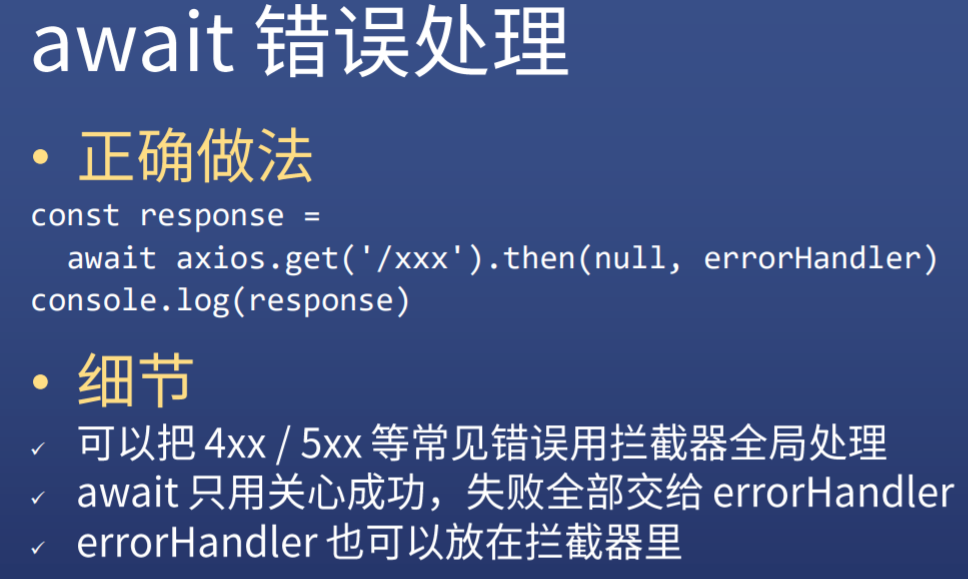 await 错误处理
• 正确做法
const response =
  await axios.get('/xxx').then(null, errorHandler)
console.log(response)
• 细节
✓ 可以把 4xx / 5xx 等常见错误用拦截器全局处理
✓ await 只用关心成功，失败全部交给 errorHandler
✓ errorHandler 也可以放在拦截器里